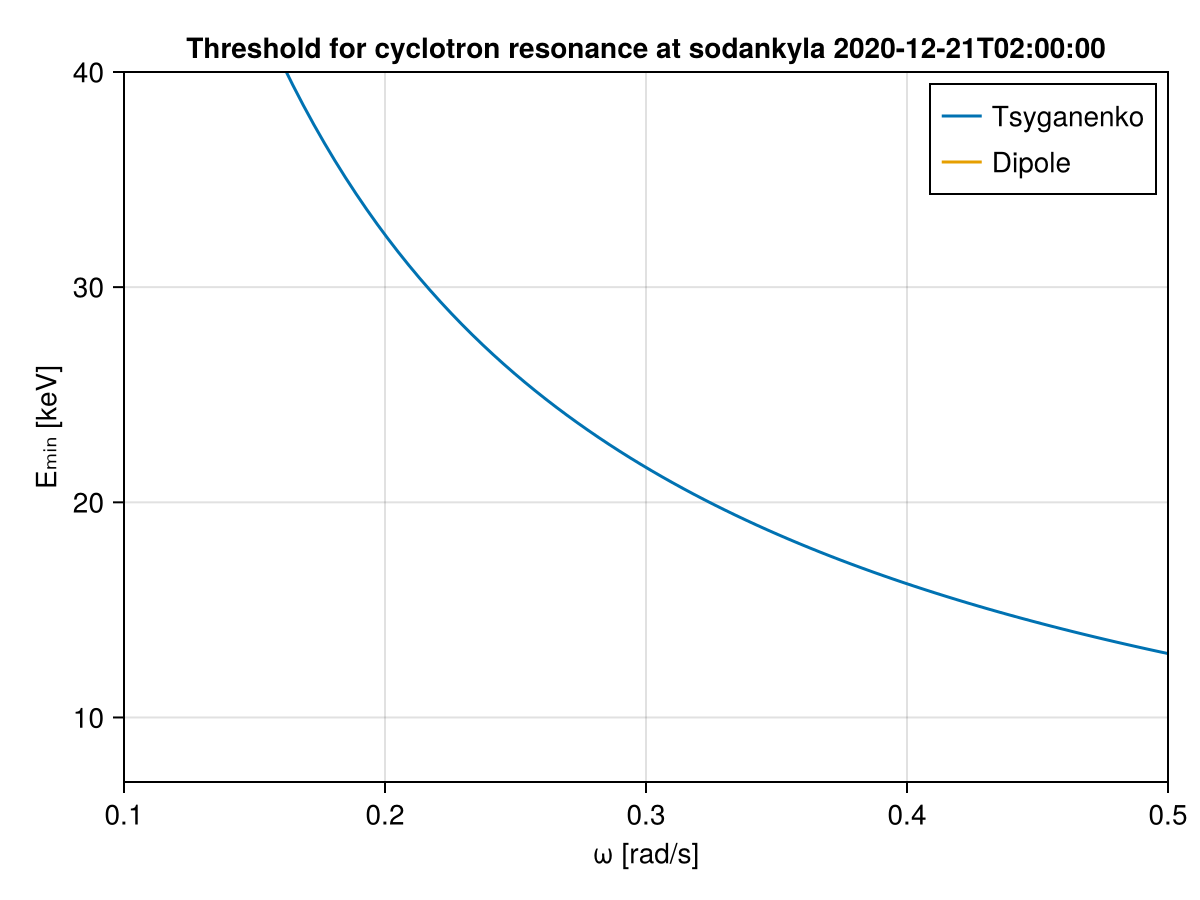 Threshold for cyclotron resonance at sodankyla 2020-12-21T02:00:00
40
30
20
10
Eₘᵢₙ [keV]
Tsyganenko
Dipole
0.1 0.2 0.3 0.4 0.5
ω [rad/s]